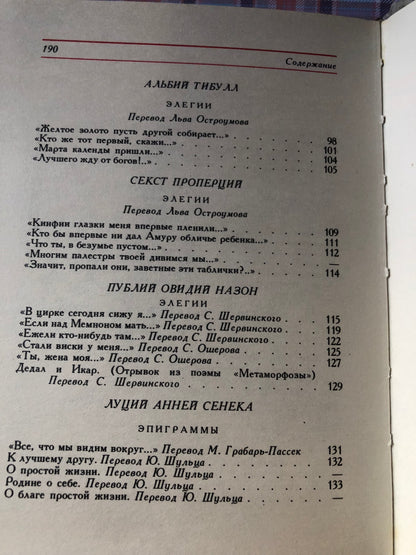 190
Содержание
АЛЬБИЙ ТИБУЛЛ
ЭЛЕГИИ
Перевод Льва Остроумова
«Желтое золото пусть другой собирает...» 98
«Кто же тот первый, скажи...» 101
«Марта календы пришли...» 104
«Лучшего жду от богов!..» 105
СЕКСТ ПРОПЕРЦИЙ
ЭЛЕГИИ
Перевод Льва Остроумова
«Кинфии глазки меня впервые пленили...» 109
«Кто бы впервые ни дал Амуру обличье ребенка...» 111
«Что ты, в безумье пустом...» 112
«Многим палестры твоей дивимся мы...» —
«Значит, пропали они, заветные эти таблички?..» 114
ПУБЛИЙ ОВИДИЙ НАЗОН
ЭЛЕГИИ
«В цирке сегодня сижу я...» Перевод С. Шервинского 115
«Если над Мемноном мать...» Перевод С. Шервинского 119
«Ежели кто-нибудь там...» Перевод С. Шервинского 122
«Стали виски у меня...» Перевод С. Ошерова 125
«Ты, жена моя...» Перевод С. Ошерова 127
Дедал и Икар. (Отрывок из поэмы «Метаморфозы»)
Перевод С. Шервинского 129
ЛУЦИЙ АННЕЙ СЕНЕКА
ЭПИГРАММЫ
«Все, что мы видим вокруг...» Перевод М. Грабарь-Пассек 131
К лучшему другу. Перевод Ю. Шульца 132
О простой жизни. Перевод Ю. Шульца —
Родине о себе. Перевод Ю. Шульца 133
О благе простой жизни. Перевод Ю. Шульца —